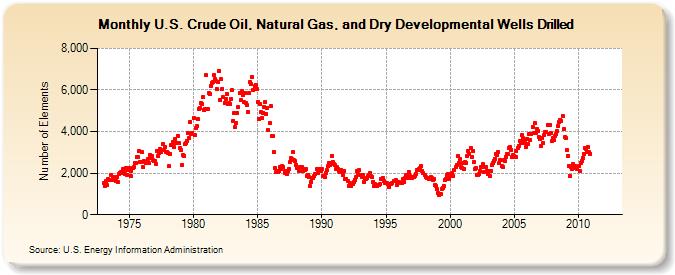 Monthly U.S. Crude Oil, Natural Gas, and Dry Developmental Wells Drilled
Number of Elements
8,000
6,000
4,000
2,000
0
1975 1980 1985 1990 1995 2000 2005 2010
Source: U.S. Energy Information Administration